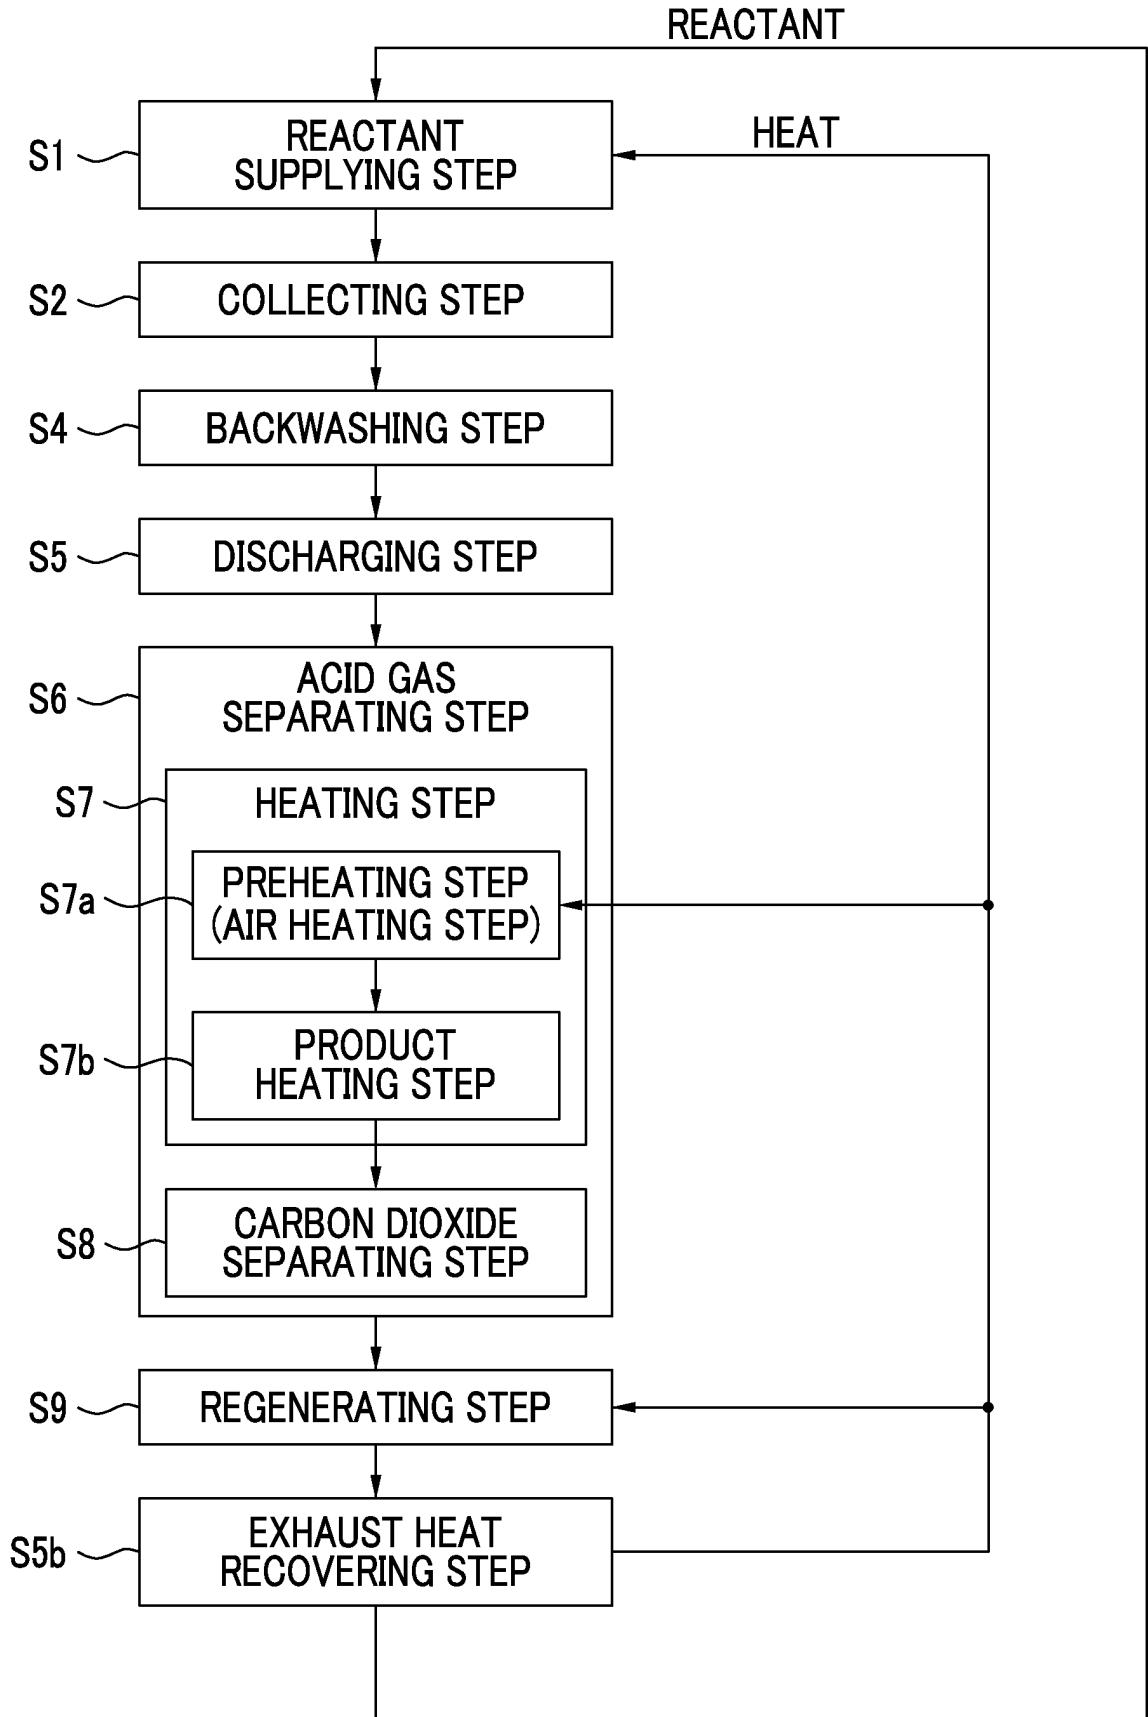 REACTANT
S1
REACTANT
SUPPLYING STEP
HEAT
S2
COLLECTING STEP
S4
BACKWASHING STEP
S5
DISCHARGING STEP
S6
ACID GAS
SEPARATING STEP
S7
HEATING STEP
S7a
PREHEATING STEP
(AIR HEATING STEP)
S7b
PRODUCT
HEATING STEP
S8
CARBON DIOXIDE
SEPARATING STEP
S9
REGENERATING STEP
S5b
EXHAUST HEAT
RECOVERING STEP